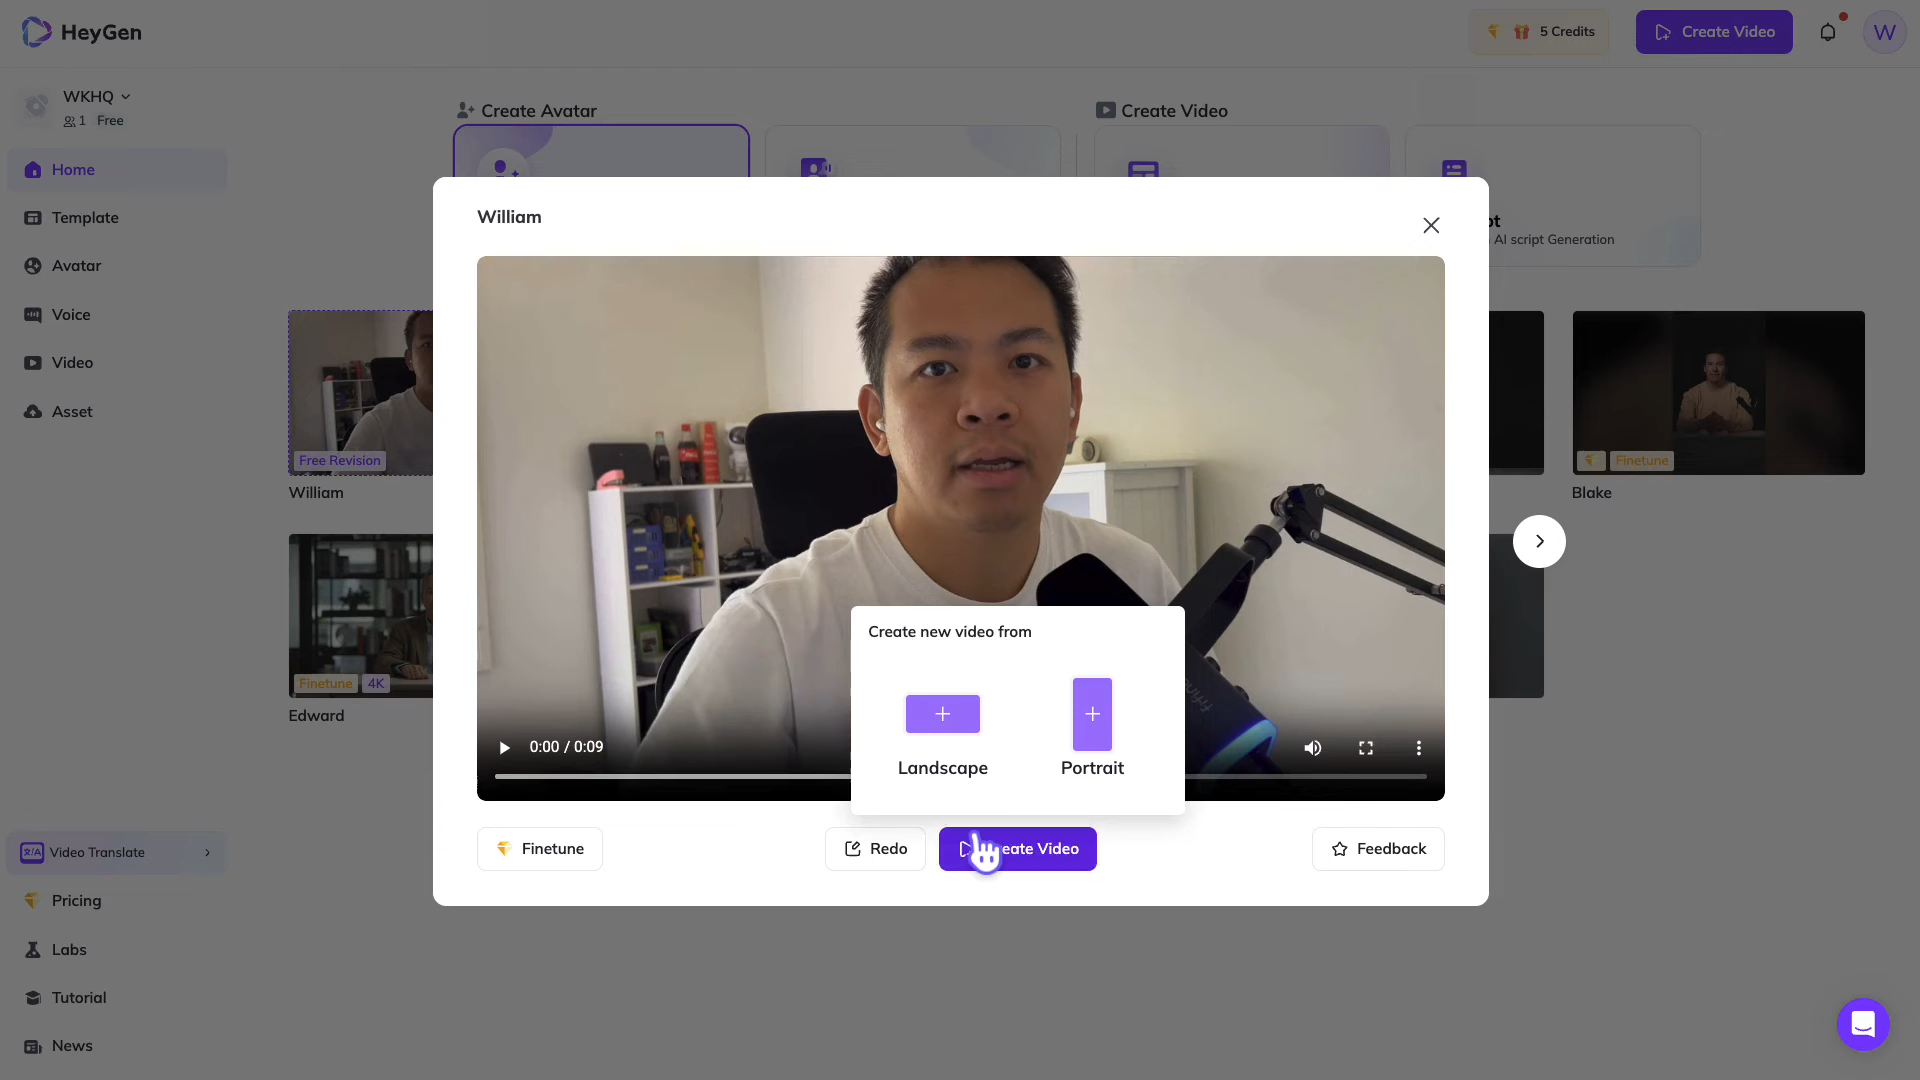 HeyGen
5 Credits
Create Video
W
WKHQ
1 Free
Home
Template
Avatar
Voice
Video
Asset
Video Translate
Pricing
Labs
Tutorial
News
Create Avatar
Create Video
AI script Generation
Free Revision
William
Finetune 4K
Edward
Finetune
Blake
William
0:00 / 0:09
Create new video from
Landscape
Portrait
Finetune
Redo
Video
Feedback